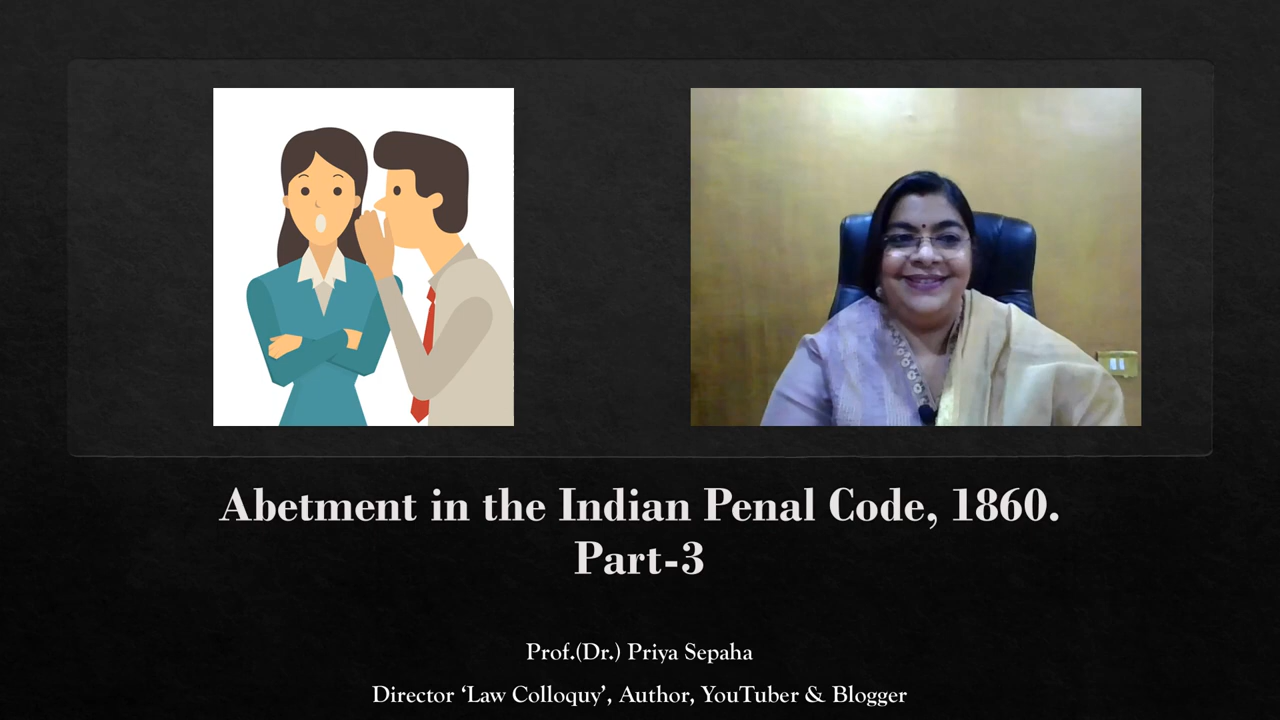 Abetment in the Indian Penal Code, 1860.
Part-3
Prof.(Dr.) Priya Sepaha
Director ‘Law Colloquy’, Author, YouTuber & Blogger